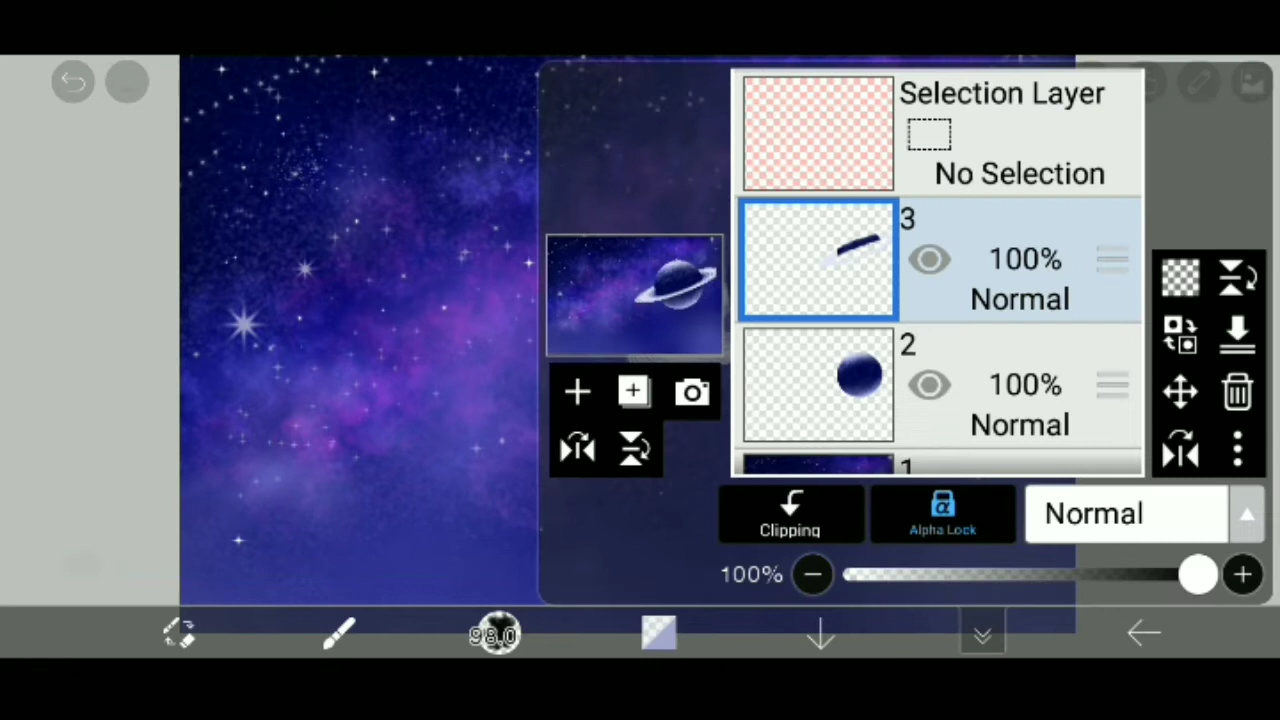 Selection Layer
No Selection
3
100%
Normal
2
100%
Normal
1
Clipping
α
Alpha Lock
Normal
100%
98.0